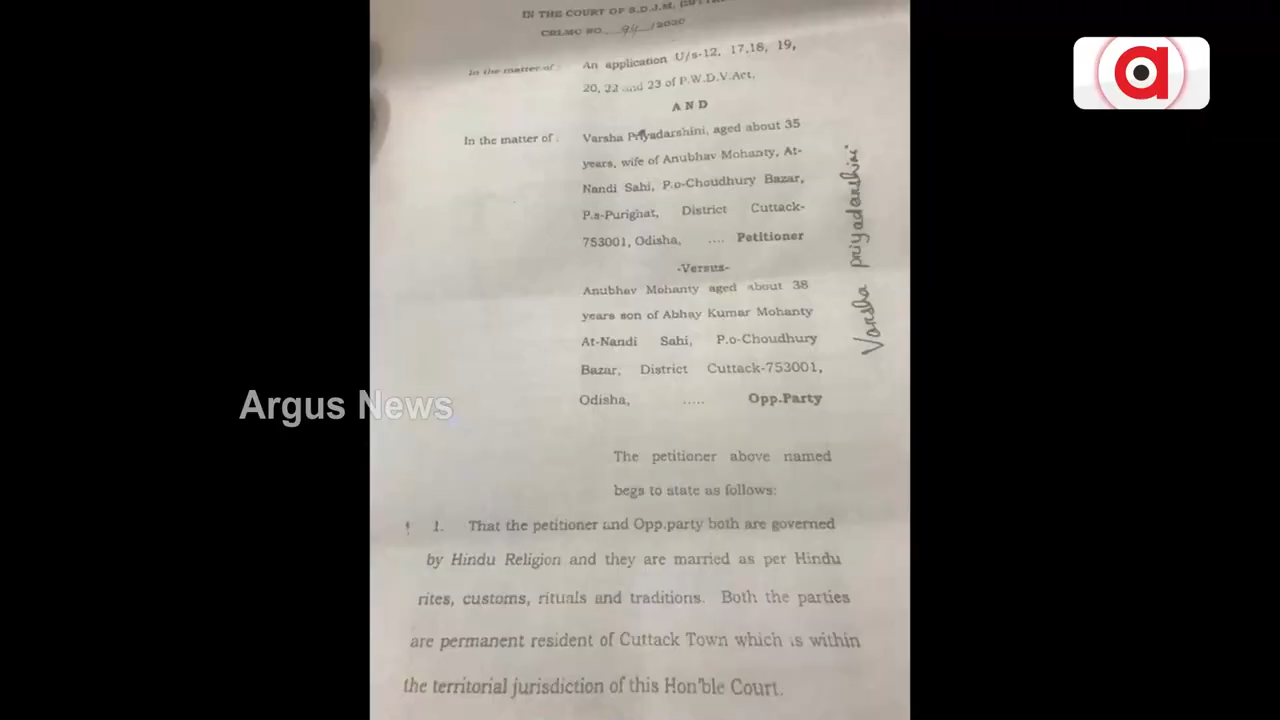 IN THE COURT OF S.D.J.M.
CRLMC NO. 94 /2020
In the matter of : An application U/s-12, 17,18, 19,
20, 22 and 23 of P.W.D.V.Act,
AND
In the matter of : Varsha Priyadarshini, aged about 35
years, wife of Anubhav Mohanty, At-
Nandi Sahi, P.o-Choudhury Bazar,
P.s-Purighat, District Cuttack-
753001, Odisha, .... Petitioner
-Versus-
Anubhav Mohanty aged about 38
years son of Abhay Kumar Mohanty
At-Nandi Sahi, P.o-Choudhury
Bazar, District Cuttack-753001,
Odisha, ..... Opp.Party
Varsha Priyadarshini
The petitioner above named
begs to state as follows:
1. That the petitioner and Opp.party both are governed
by Hindu Religion and they are married as per Hindu
rites, customs, rituals and traditions. Both the parties
are permanent resident of Cuttack Town which is within
the territorial jurisdiction of this Hon'ble Court.
Argus News
a